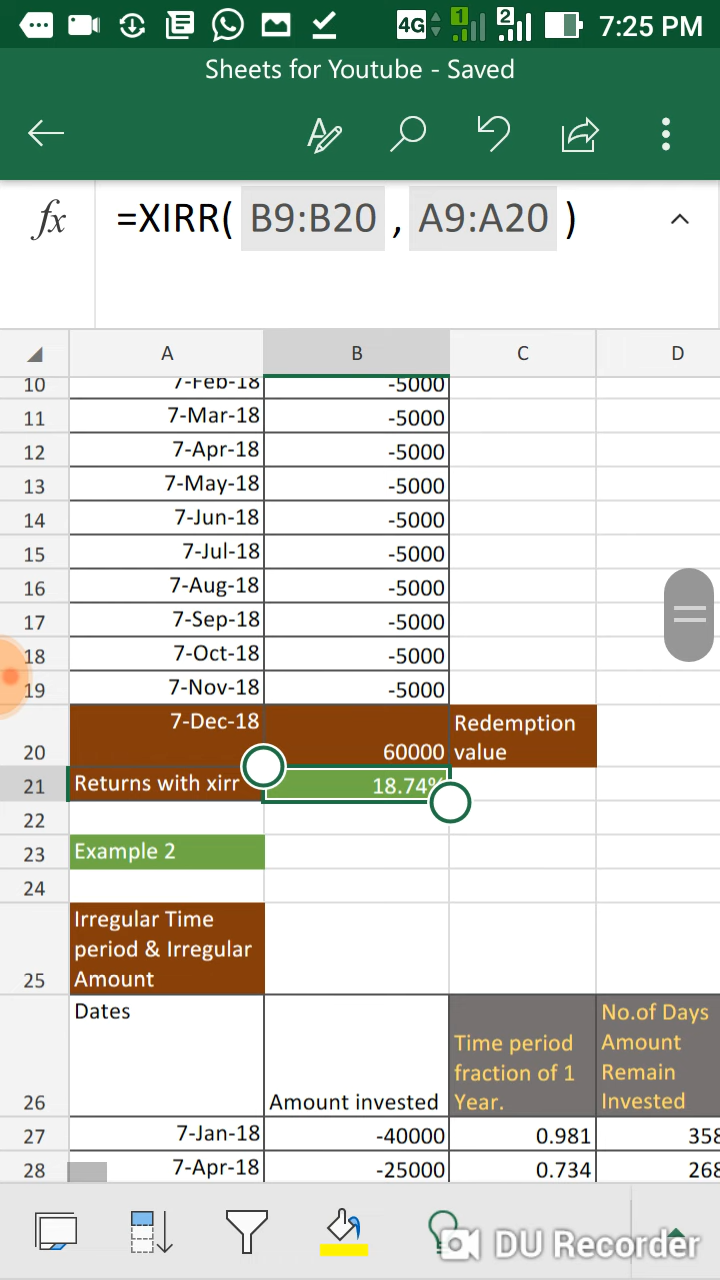 4G 1 2 7:25 PM
Sheets for Youtube - Saved
fx =XIRR( B9:B20 , A9:A20 )
A B C D
10 7-Feb-18 -5000
11 7-Mar-18 -5000
12 7-Apr-18 -5000
13 7-May-18 -5000
14 7-Jun-18 -5000
15 7-Jul-18 -5000
16 7-Aug-18 -5000
17 7-Sep-18 -5000
18 7-Oct-18 -5000
19 7-Nov-18 -5000
7-Dec-18 Redemption
20 60000 value
21 Returns with xirr 18.74%
22
23 Example 2
24
Irregular Time
period & Irregular
25 Amount
Dates No.of Days
Time period Amount
fraction of 1 Remain
26 Amount invested Year. Invested
27 7-Jan-18 -40000 0.981 358
28 7-Apr-18 -25000 0.734 268
DU Recorder